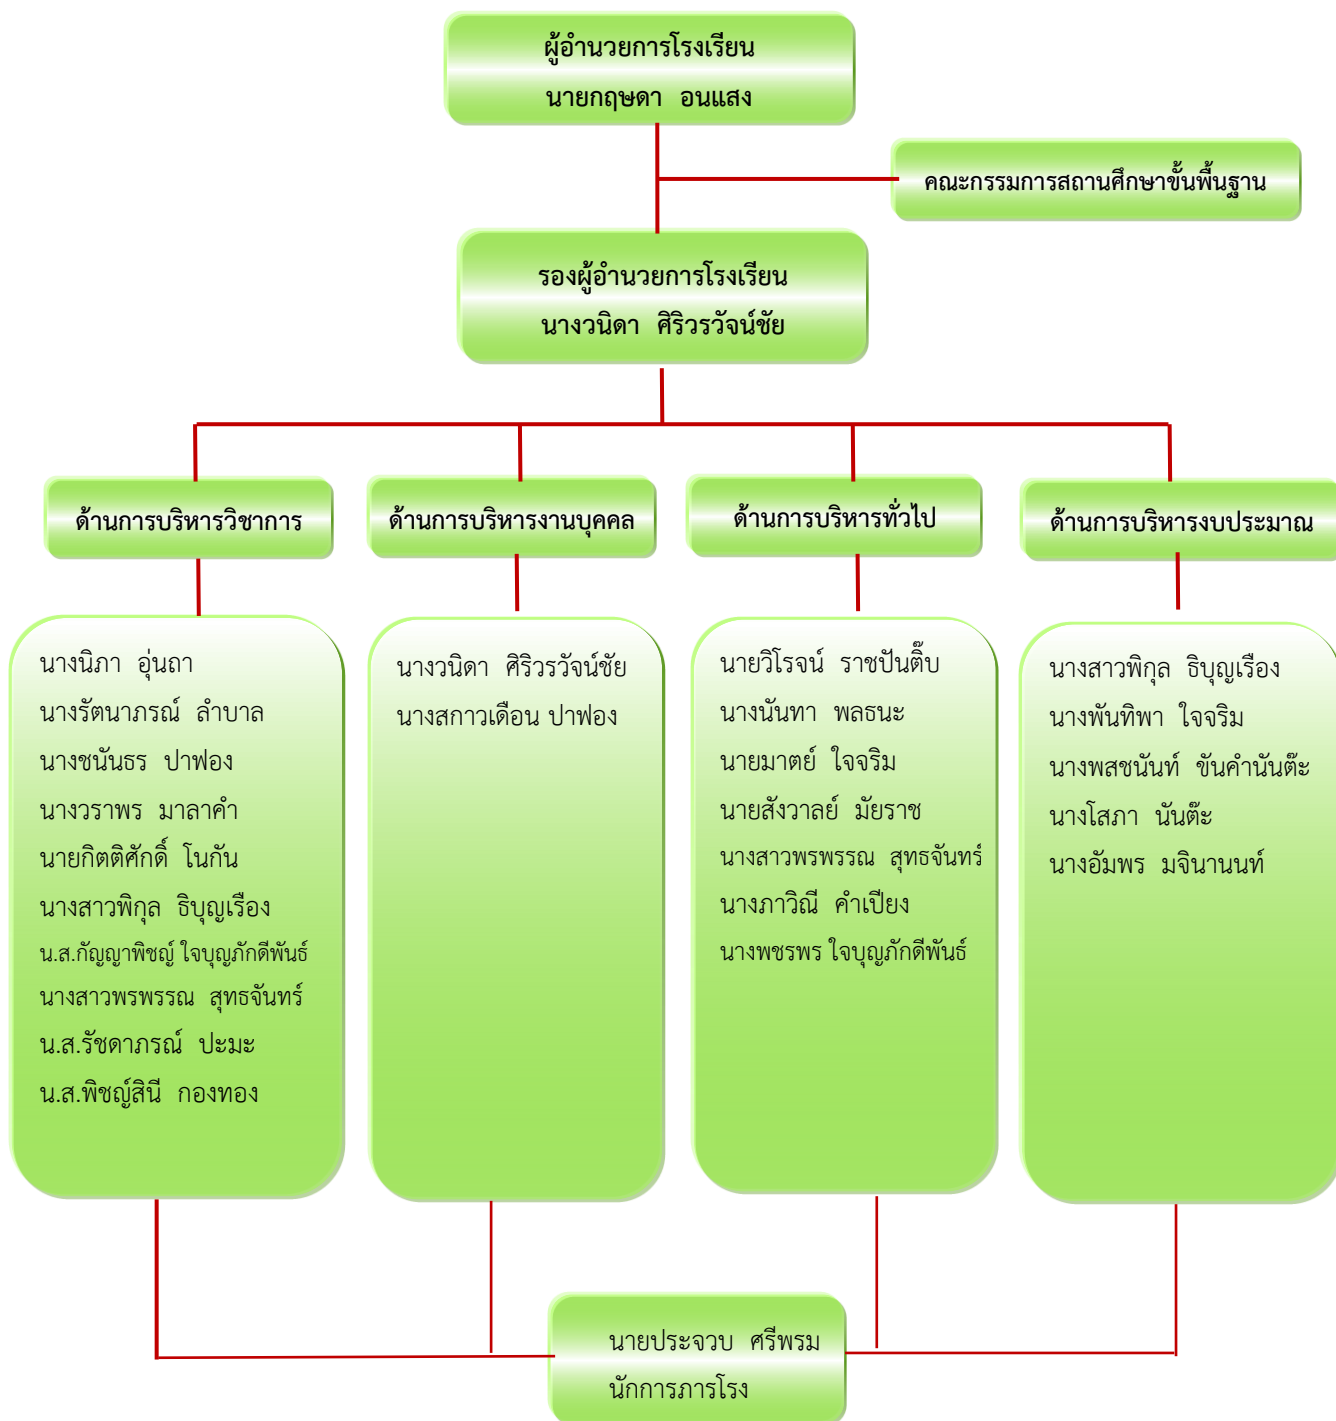 ผู้อำนวยการโรงเรียน
นายกฤษดา อนแสง
คณะกรรมการสถานศึกษาขั้นพื้นฐาน
รองผู้อำนวยการโรงเรียน
นางวนิดา ศิริวรวัจน์ชัย
ด้านการบริหารวิชาการ
ด้านการบริหารงานบุคคล
ด้านการบริหารทั่วไป
ด้านการบริหารงบประมาณ
นางนิภา อุ่นถา
นางรัตนาภรณ์ ลำบาล
นางชนันธร ปาฟอง
นางวราพร มาลาคำ
นายกิตติศักดิ์ โนกัน
นางสาวพิกุล ธิบุญเรือง
น.ส.กัญญาพิชญ์ ใจบุญภักดีพันธ์
นางสาวพรพรรณ สุทธจันทร์
น.ส.รัชดาภรณ์ ปะมะ
น.ส.พิชญ์สินี กองทอง
นางวนิดา ศิริวรวัจน์ชัย
นางสกาวเดือน ปาฟอง
นายวิโรจน์ ราชปันติ๊บ
นางนันทา พลธนะ
นายมาตย์ ใจจริม
นายสังวาลย์ มัยราช
นางสาวพรพรรณ สุทธจันทร์
นางภาวิณี คำเปียง
นางพชรพร ใจบุญภักดีพันธ์
นางสาวพิกุล ธิบุญเรือง
นางพันทิพา ใจจริม
นางพสชนันท์ ขันคำนันต๊ะ
นางโสภา นันต๊ะ
นางอัมพร มจินานนท์
นายประจวบ ศรีพรม
นักการภารโรง